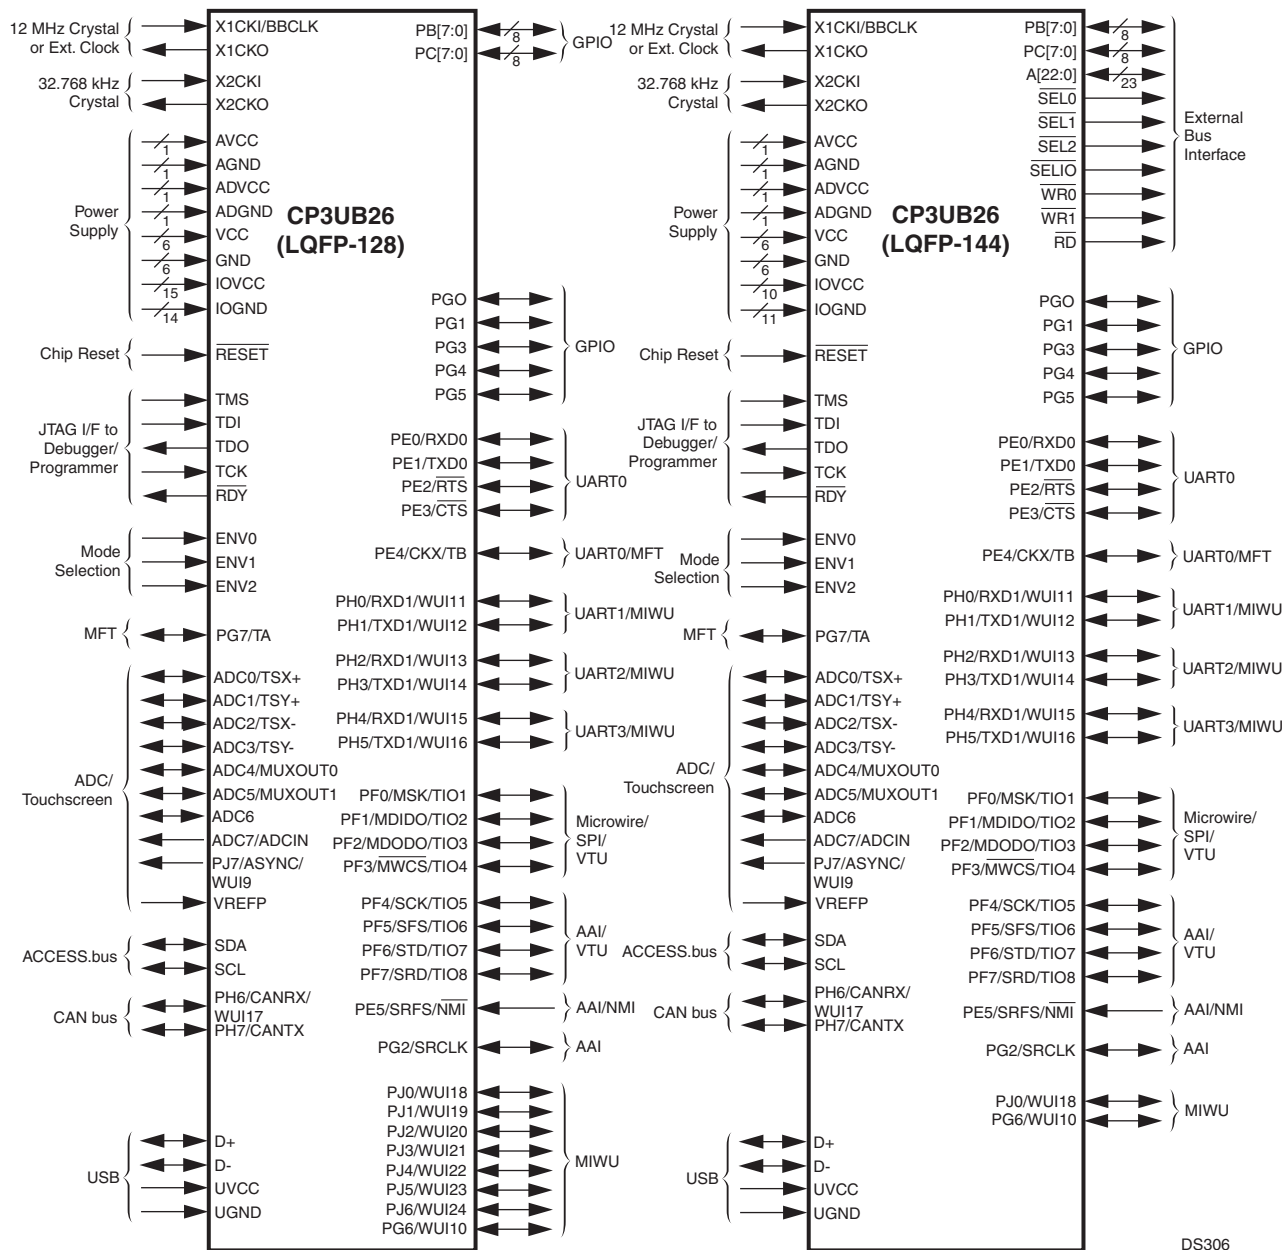 12 MHz Crystal
or Ext. Clock
X1CKI/BBCLK
X1CKO
32.768 kHz
Crystal
X2CKI
X2CKO
Power
Supply
AVCC
1
AGND
1
ADVCC
1
ADGND
1
VCC
6
GND
6
IOVCC
15
IOGND
14
Chip Reset
RESET
JTAG I/F to
Debugger/
Programmer
TMS
TDI
TDO
TCK
RDY
Mode
Selection
ENV0
ENV1
ENV2
MFT
PG7/TA
ADC/
Touchscreen
ADC0/TSX+
ADC1/TSY+
ADC2/TSX-
ADC3/TSY-
ADC4/MUXOUT0
ADC5/MUXOUT1
ADC6
ADC7/ADCIN
PJ7/ASYNC/
WUI9
VREFP
ACCESS.bus
SDA
SCL
CAN bus
PH6/CANRX/
WUI17
PH7/CANTX
USB
D+
D-
UVCC
UGND
CP3UB26
(LQFP-128)
PB[7:0]
8
PC[7:0]
8
GPIO
PGO
PG1
PG3
PG4
PG5
GPIO
PE0/RXD0
PE1/TXD0
PE2/RTS
PE3/CTS
UART0
PE4/CKX/TB
UART0/MFT
PH0/RXD1/WUI11
PH1/TXD1/WUI12
UART1/MIWU
PH2/RXD1/WUI13
PH3/TXD1/WUI14
UART2/MIWU
PH4/RXD1/WUI15
PH5/TXD1/WUI16
UART3/MIWU
PF0/MSK/TIO1
PF1/MDIDO/TIO2
PF2/MDODO/TIO3
PF3/MWCS/TIO4
Microwire/
SPI/
VTU
PF4/SCK/TIO5
PF5/SFS/TIO6
PF6/STD/TIO7
PF7/SRD/TIO8
AAI/
VTU
PE5/SRFS/NMI
AAI/NMI
PG2/SRCLK
AAI
PJ0/WUI18
PJ1/WUI19
PJ2/WUI20
PJ3/WUI21
PJ4/WUI22
PJ5/WUI23
PJ6/WUI24
PG6/WUI10
MIWU
12 MHz Crystal
or Ext. Clock
X1CKI/BBCLK
X1CKO
32.768 kHz
Crystal
X2CKI
X2CKO
Power
Supply
AVCC
1
AGND
1
ADVCC
1
ADGND
1
VCC
6
GND
6
IOVCC
10
IOGND
11
Chip Reset
RESET
JTAG I/F to
Debugger/
Programmer
TMS
TDI
TDO
TCK
RDY
Mode
Selection
ENV0
ENV1
ENV2
MFT
PG7/TA
ADC/
Touchscreen
ADC0/TSX+
ADC1/TSY+
ADC2/TSX-
ADC3/TSY-
ADC4/MUXOUT0
ADC5/MUXOUT1
ADC6
ADC7/ADCIN
PJ7/ASYNC/
WUI9
VREFP
ACCESS.bus
SDA
SCL
CAN bus
PH6/CANRX/
WUI17
PH7/CANTX
USB
D+
D-
UVCC
UGND
CP3UB26
(LQFP-144)
PB[7:0]
8
PC[7:0]
8
A[22:0]
23
SEL0
SEL1
SEL2
SELIO
WR0
WR1
RD
External
Bus
Interface
PGO
PG1
PG3
PG4
PG5
GPIO
PE0/RXD0
PE1/TXD0
PE2/RTS
PE3/CTS
UART0
PE4/CKX/TB
UART0/MFT
PH0/RXD1/WUI11
PH1/TXD1/WUI12
UART1/MIWU
PH2/RXD1/WUI13
PH3/TXD1/WUI14
UART2/MIWU
PH4/RXD1/WUI15
PH5/TXD1/WUI16
UART3/MIWU
PF0/MSK/TIO1
PF1/MDIDO/TIO2
PF2/MDODO/TIO3
PF3/MWCS/TIO4
Microwire/
SPI/
VTU
PF4/SCK/TIO5
PF5/SFS/TIO6
PF6/STD/TIO7
PF7/SRD/TIO8
AAI/
VTU
PE5/SRFS/NMI
AAI/NMI
PG2/SRCLK
AAI
PJ0/WUI18
PG6/WUI10
MIWU
DS306